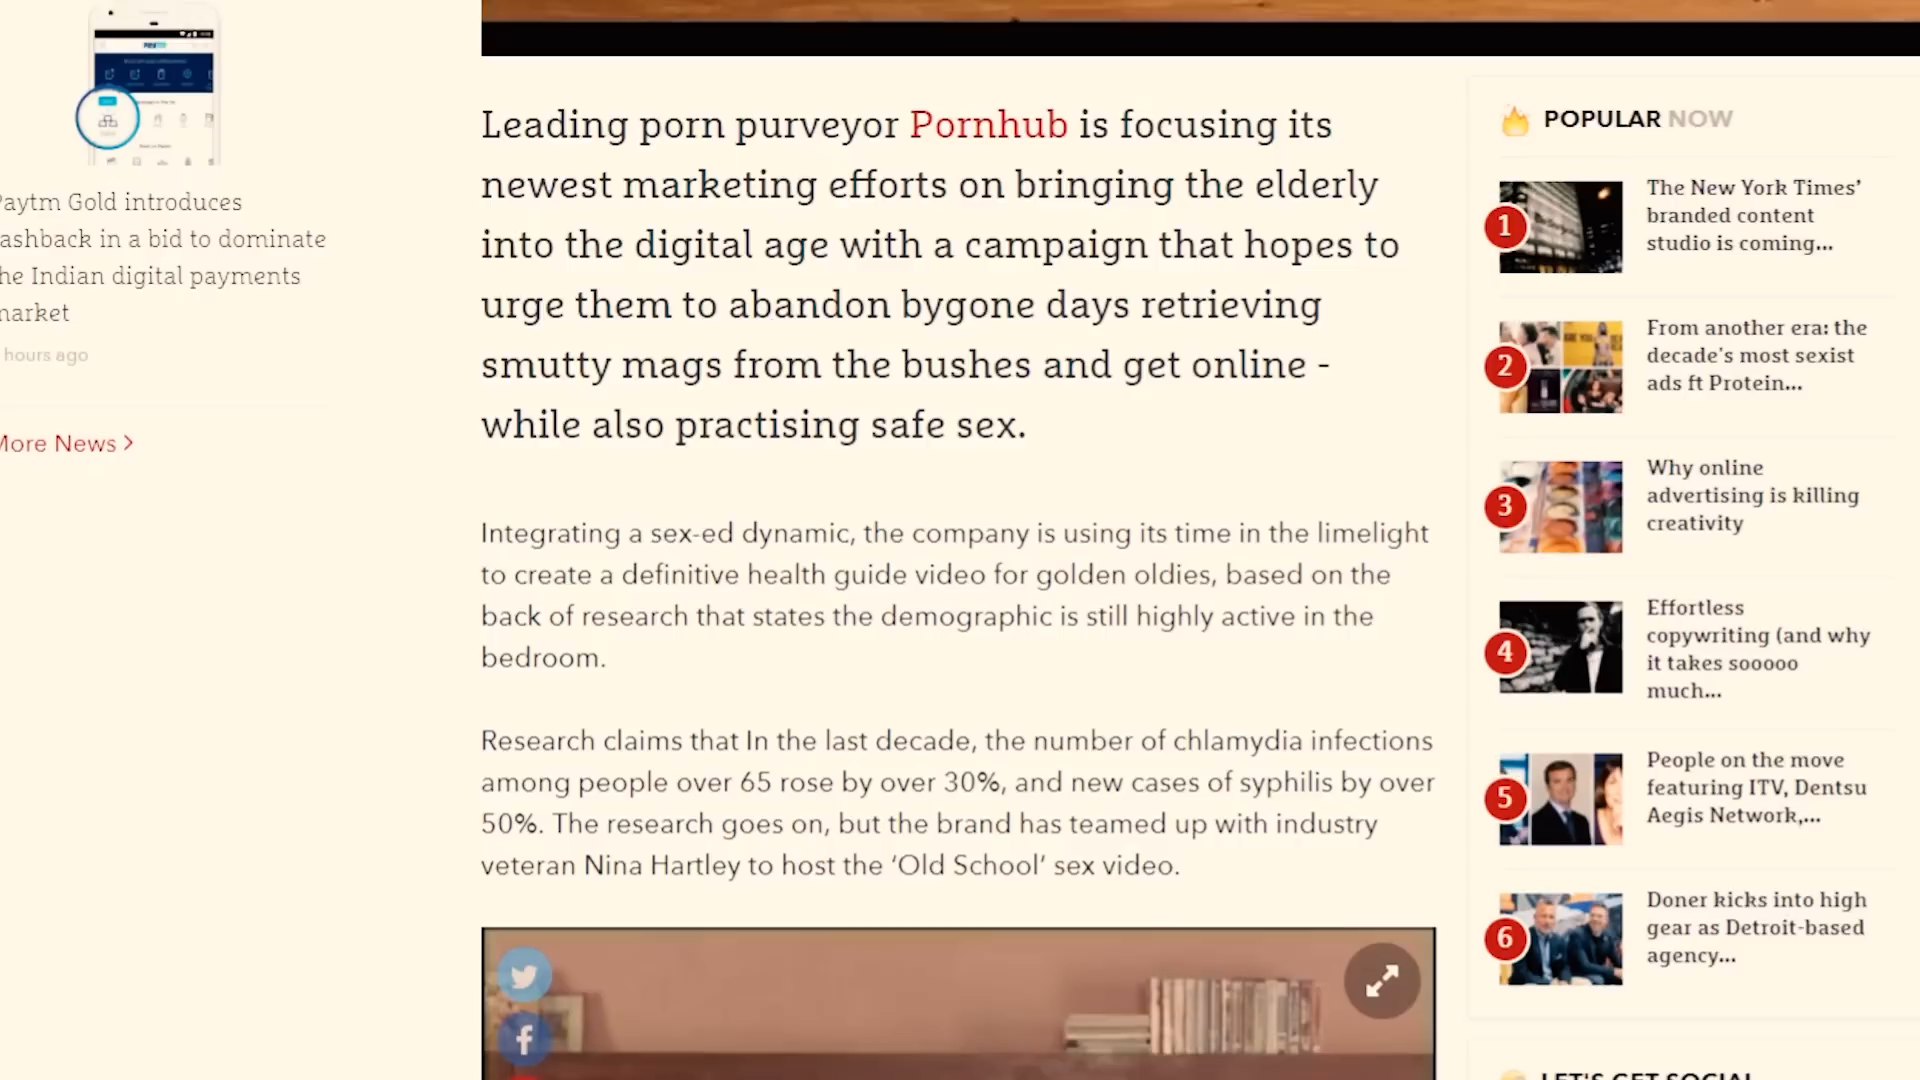 Paytm Gold introduces
cashback in a bid to dominate
the Indian digital payments
market
hours ago
More News >
Leading porn purveyor Pornhub is focusing its
newest marketing efforts on bringing the elderly
into the digital age with a campaign that hopes to
urge them to abandon bygone days retrieving
smutty mags from the bushes and get online -
while also practising safe sex.
Integrating a sex-ed dynamic, the company is using its time in the limelight
to create a definitive health guide video for golden oldies, based on the
back of research that states the demographic is still highly active in the
bedroom.
Research claims that In the last decade, the number of chlamydia infections
among people over 65 rose by over 30%, and new cases of syphilis by over
50%. The research goes on, but the brand has teamed up with industry
veteran Nina Hartley to host the ‘Old School’ sex video.
POPULAR NOW
1
The New York Times’
branded content
studio is coming...
2
From another era: the
decade’s most sexist
ads ft Protein...
3
Why online
advertising is killing
creativity
4
Effortless
copywriting (and why
it takes sooooo
much...
5
People on the move
featuring ITV, Dentsu
Aegis Network,...
6
Doner kicks into high
gear as Detroit-based
agency...
LET'S GET SOCIAL